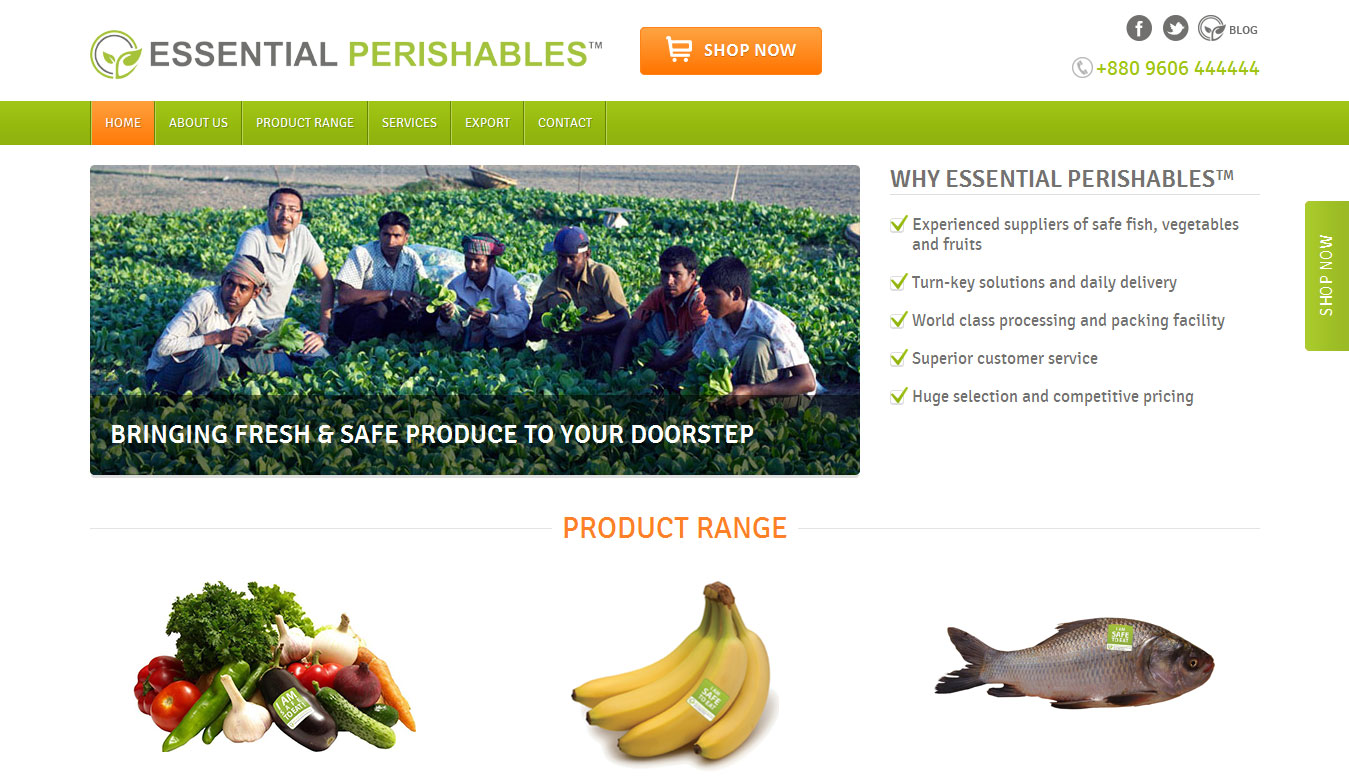 ESSENTIAL PERISHABLES™
SHOP NOW
BLOG
+880 9606 444444
HOME
ABOUT US
PRODUCT RANGE
SERVICES
EXPORT
CONTACT
BRINGING FRESH & SAFE PRODUCE TO YOUR DOORSTEP
WHY ESSENTIAL PERISHABLES™
Experienced suppliers of safe fish, vegetables
and fruits
Turn-key solutions and daily delivery
World class processing and packing facility
Superior customer service
Huge selection and competitive pricing
SHOP NOW
PRODUCT RANGE
I AM
SAFE
TO EAT!
I AM
SAFE
TO EAT
I AM
SAFE
TO EAT